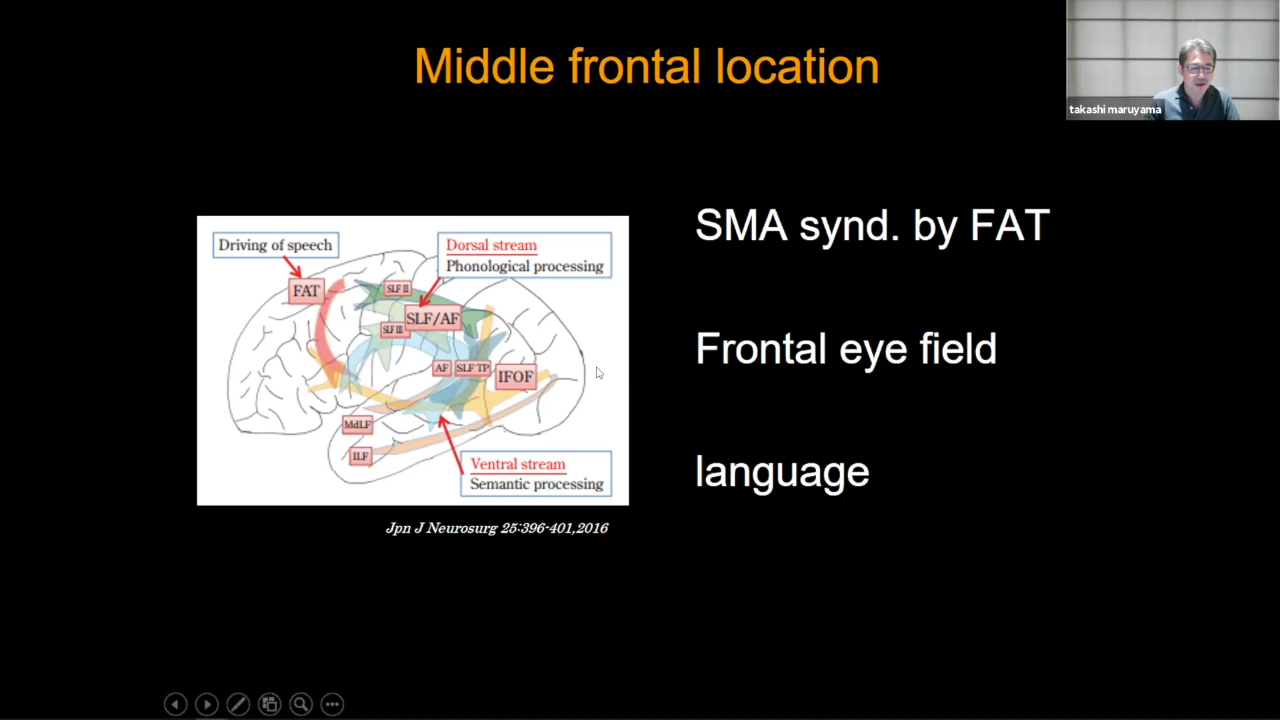 Middle frontal location
takashi maruyama
Driving of speech
Dorsal stream
Phonological processing
FAT
SLF II
SLF/AF
SLF III
AF
SLF TP
IFOF
MdLF
ILF
Ventral stream
Semantic processing
Jpn J Neurosurg 25:396-401,2016
SMA synd. by FAT
Frontal eye field
language